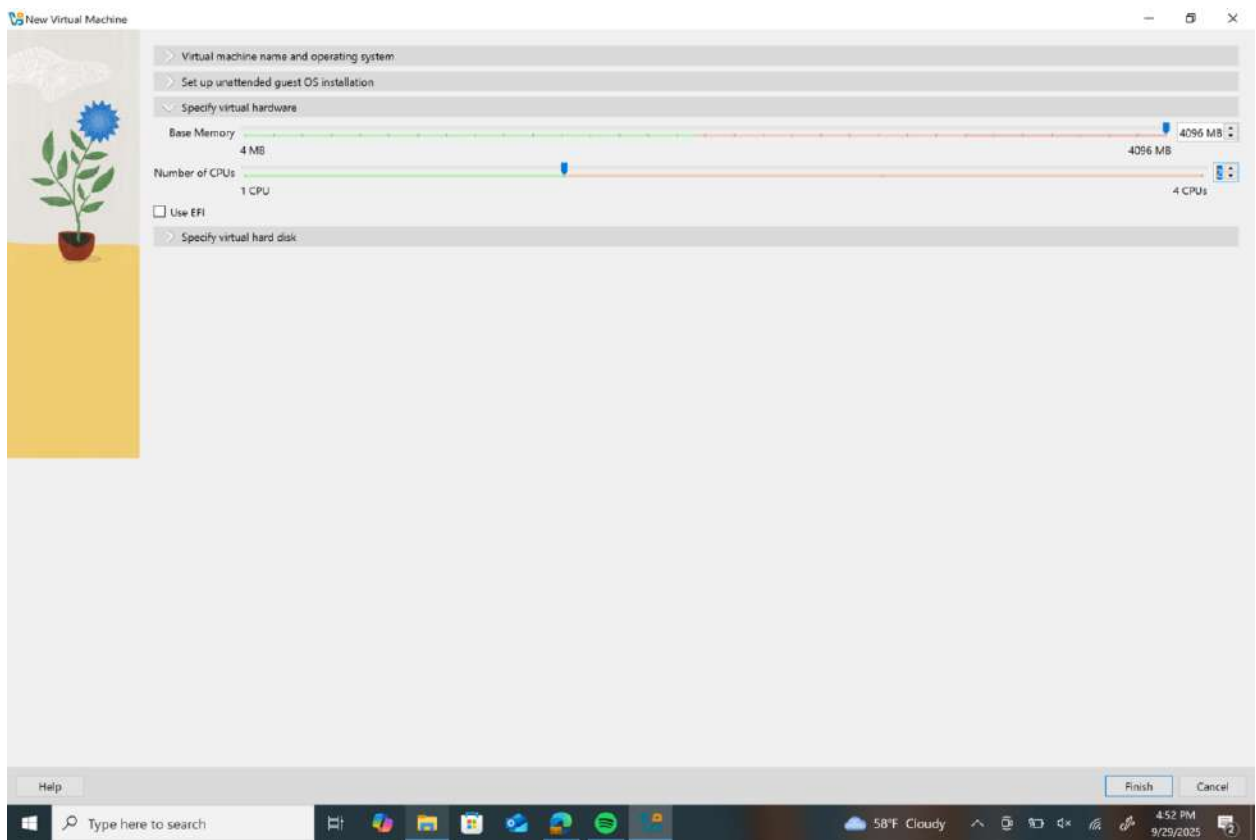 New Virtual Machine
Virtual machine name and operating system
Set up unattended guest OS installation
Specify virtual hardware
Base Memory 4096 MB
4 MB 4096 MB
Number of CPUs
1 CPU 4 CPUs
Use EFI
Specify virtual hard disk
Help Finish Cancel
Type here to search 58°F Cloudy 4:52 PM
9/29/2025 2